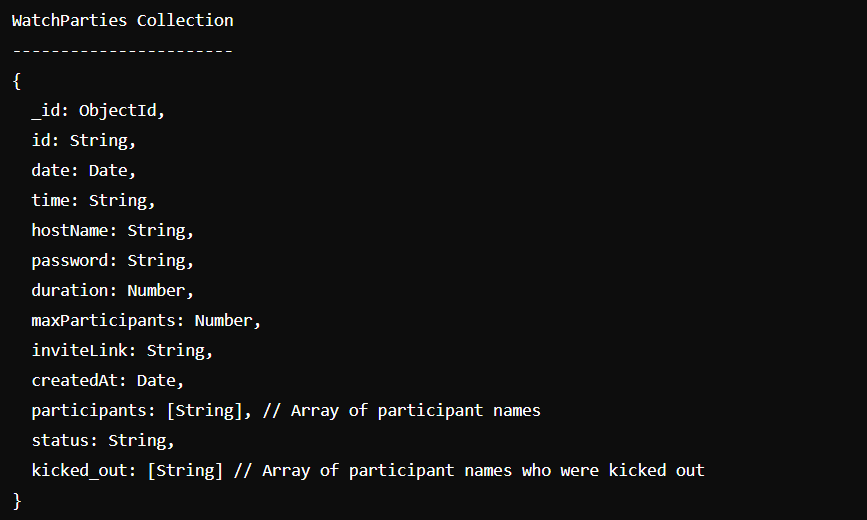 WatchParties Collection
-----------------------
{
  _id: ObjectId,
  id: String,
  date: Date,
  time: String,
  hostName: String,
  password: String,
  duration: Number,
  maxParticipants: Number,
  inviteLink: String,
  createdAt: Date,
  participants: [String], // Array of participant names
  status: String,
  kicked_out: [String] // Array of participant names who were kicked out
}